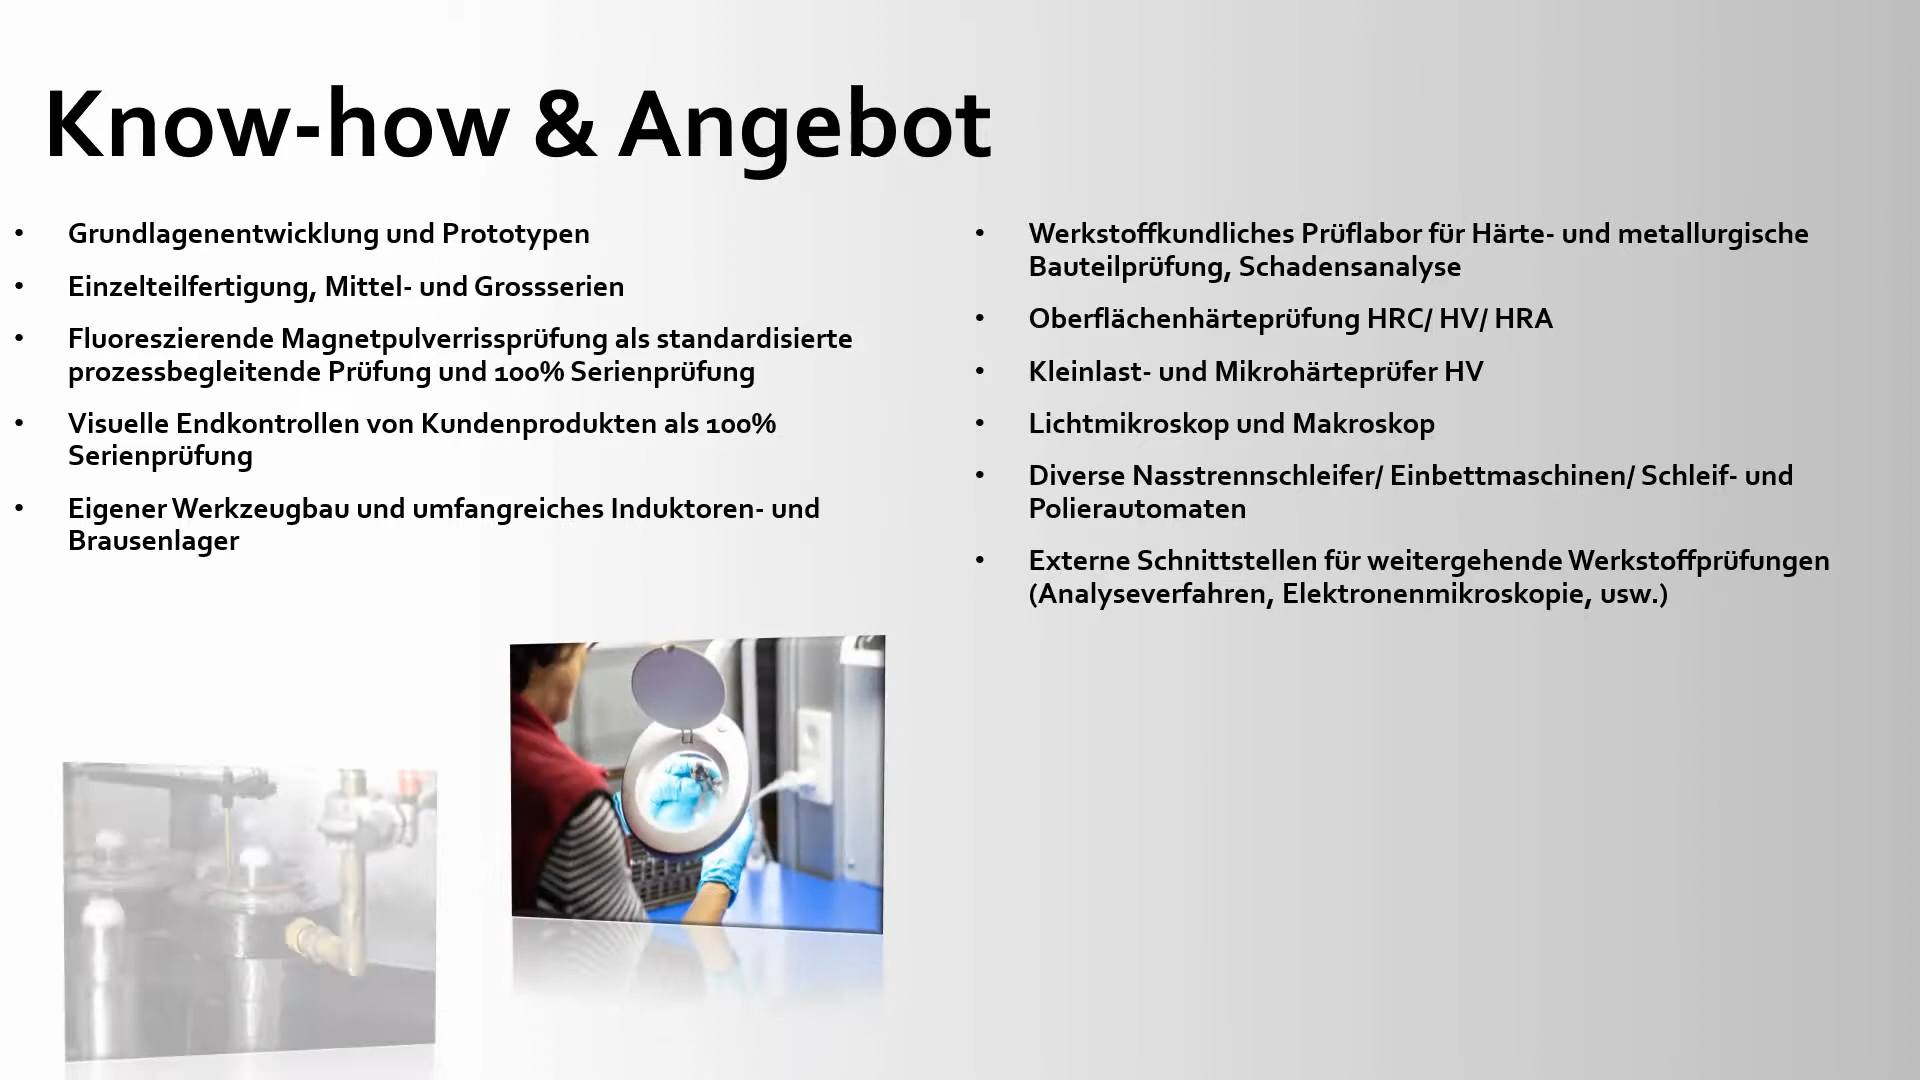 Know-how & Angebot
• Grundlagenentwicklung und Prototypen
• Einzelteilfertigung, Mittel- und Grossserien
• Fluoreszierende Magnetpulverrissprüfung als standardisierte
prozessbegleitende Prüfung und 100% Serienprüfung
• Visuelle Endkontrollen von Kundenprodukten als 100%
Serienprüfung
• Eigener Werkzeugbau und umfangreiches Induktoren- und
Brausenlager
• Werkstoffkundliches Prüflabor für Härte- und metallurgische
Bauteilprüfung, Schadensanalyse
• Oberflächenhärteprüfung HRC/ HV/ HRA
• Kleinlast- und Mikrohärteprüfer HV
• Lichtmikroskop und Makroskop
• Diverse Nasstrennschleifer/ Einbettmaschinen/ Schleif- und
Polierautomaten
• Externe Schnittstellen für weitergehende Werkstoffprüfungen
(Analyseverfahren, Elektronenmikroskopie, usw.)